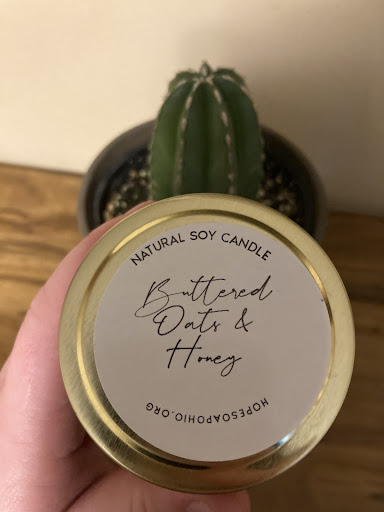 NATURAL SOY CANDLE
Buttered
Oats &
Honey
HOPESOAPOHIO.ORG